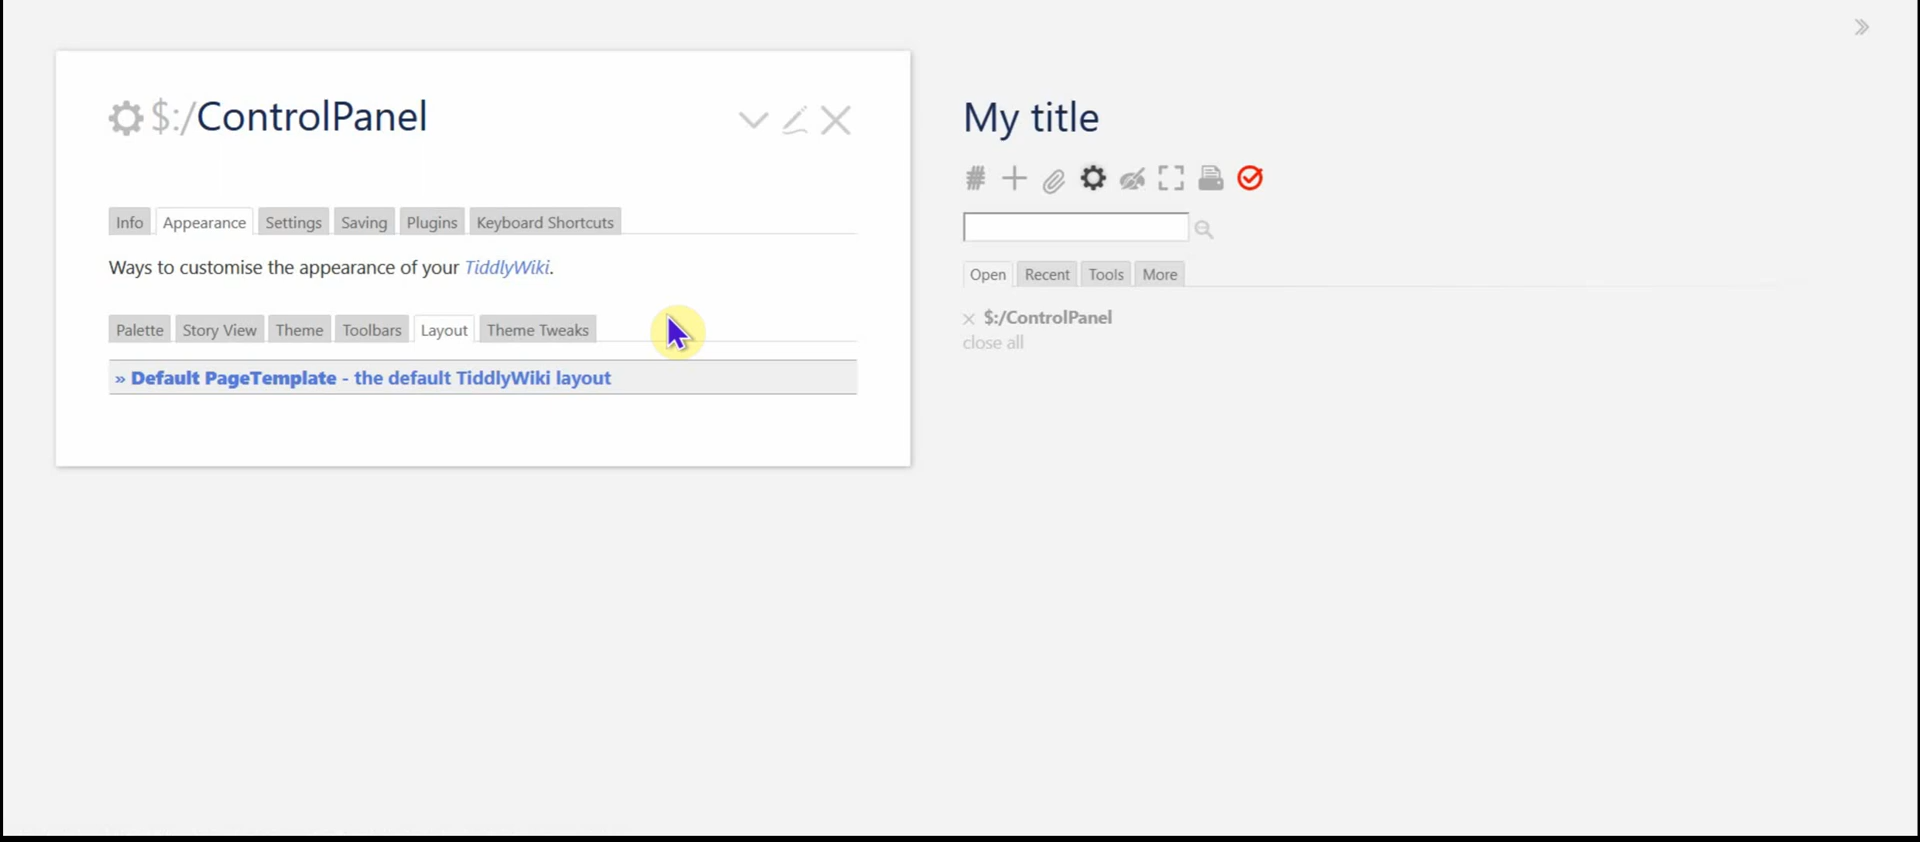 $:/ControlPanel
Info Appearance Settings Saving Plugins Keyboard Shortcuts
Ways to customise the appearance of your TiddlyWiki.
Palette Story View Theme Toolbars Layout Theme Tweaks
» Default PageTemplate - the default TiddlyWiki layout
My title
Open Recent Tools More
× $:/ControlPanel
close all